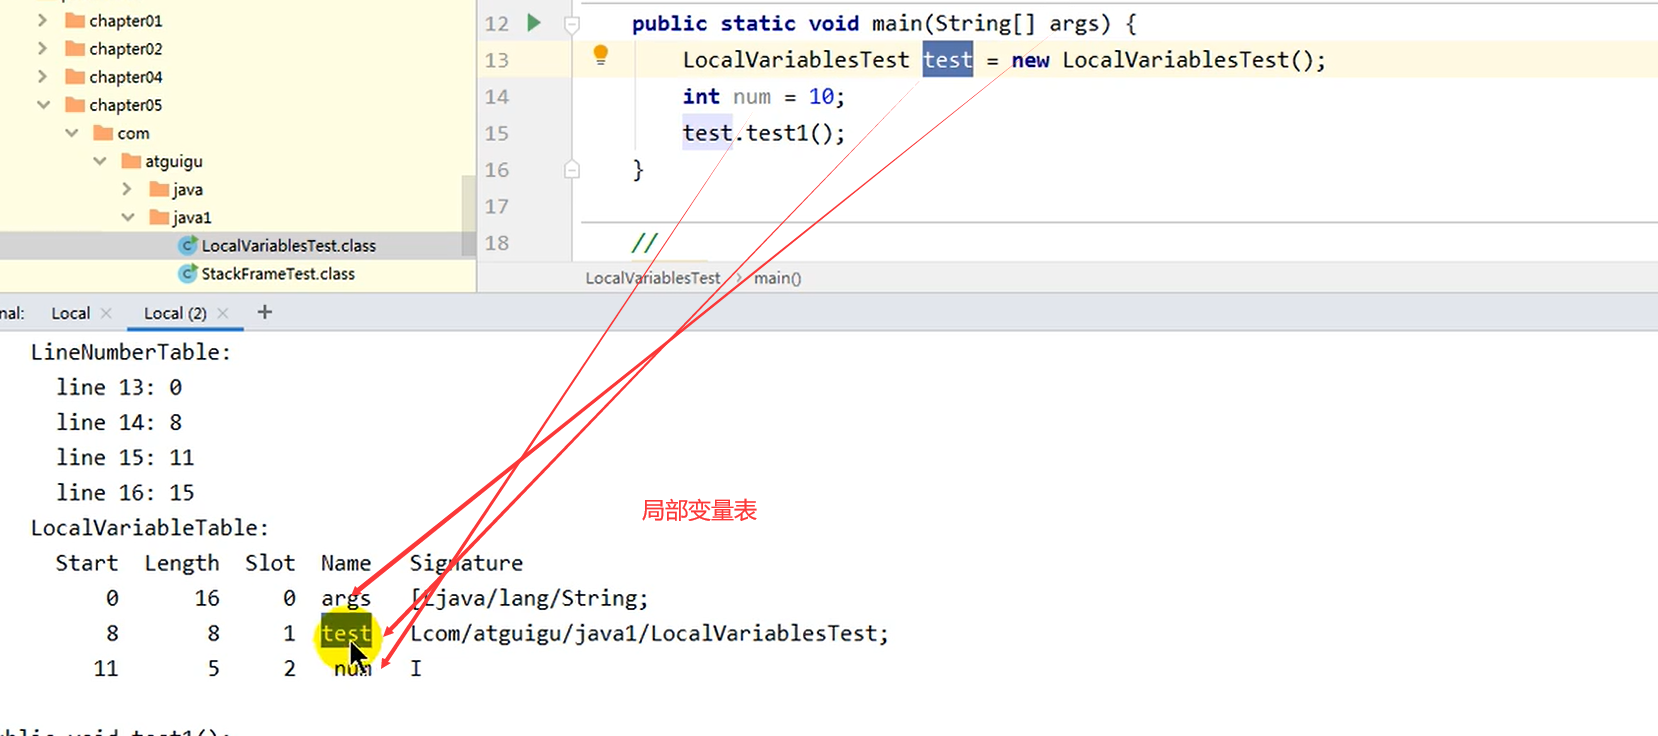 chapter01
chapter02
chapter04
chapter05
com
atguigu
java
java1
LocalVariablesTest.class
StackFrameTest.class
12 public static void main(String[] args) {
13 LocalVariablesTest test = new LocalVariablesTest();
14 int num = 10;
15 test.test1();
16 }
17
18 //
LocalVariablesTest > main()
nal: Local × Local (2) × +
LineNumberTable:
line 13: 0
line 14: 8
line 15: 11
line 16: 15
局部变量表
LocalVariableTable:
Start Length Slot Name Signature
0 16 0 args [Ljava/lang/String;
8 8 1 test Lcom/atguigu/java1/LocalVariablesTest;
11 5 2 num I